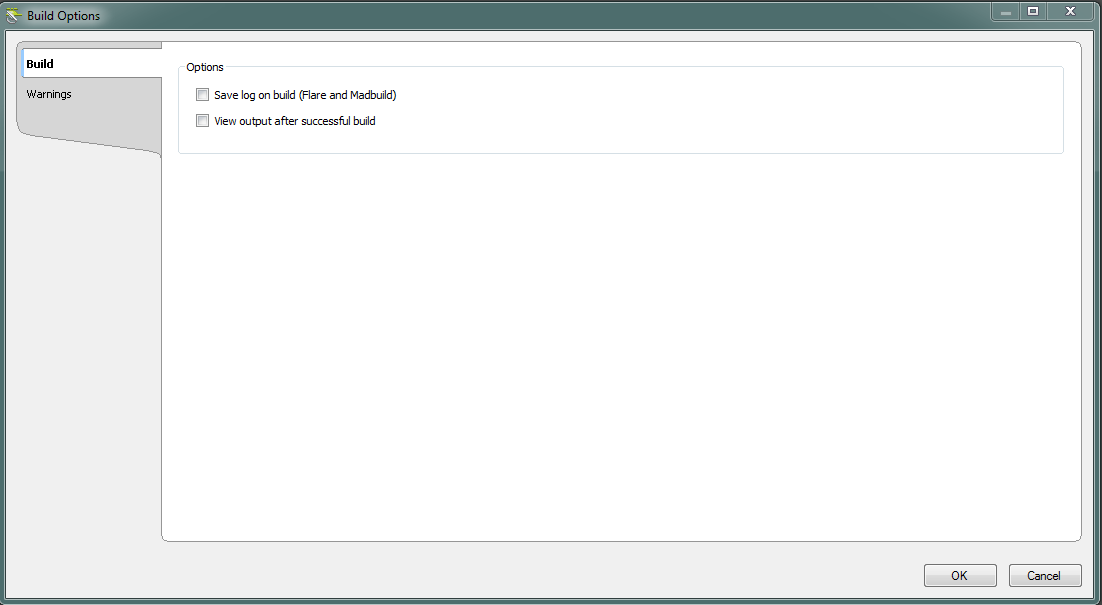 Build Options
Build
Warnings
Options
Save log on build (Flare and Madbuild)
View output after successful build
OK
Cancel